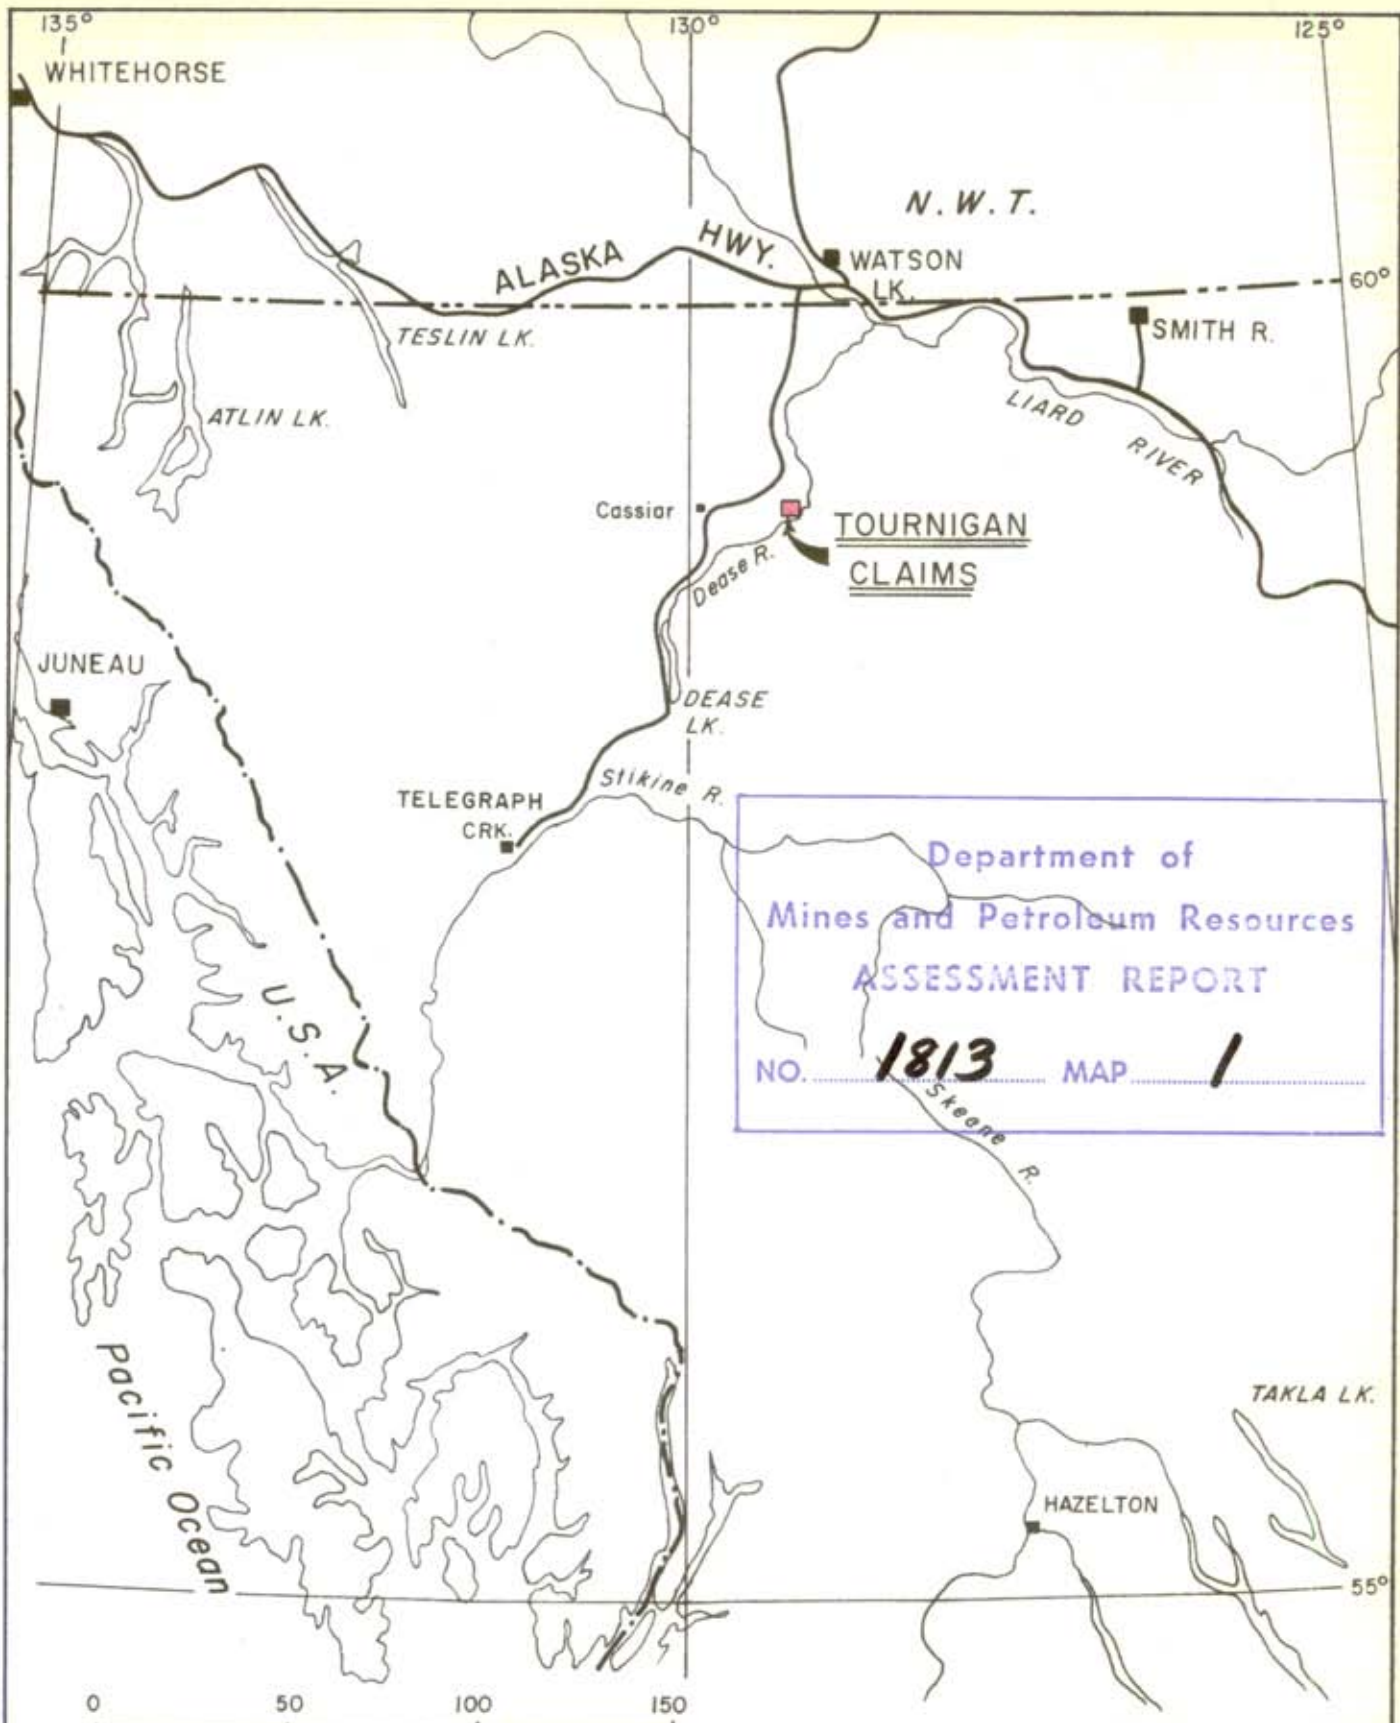 135° 130° 125°
WHITEHORSE
N.W.T.
ALASKA HWY.
WATSON
LK.
60°
TESLIN LK.
SMITH R.
ATLIN LK.
LIARD RIVER
Cassiar
TOURNIGAN
CLAIMS
Dease R.
JUNEAU
DEASE
LK.
Stikine R.
TELEGRAPH
CRK.
Department of
Mines and Petroleum Resources
ASSESSMENT REPORT
NO. 1813 MAP 1
U.S.A.
Skeane R.
Pacific Ocean
TAKLA LK.
HAZELTON
55°
0 50 100 150